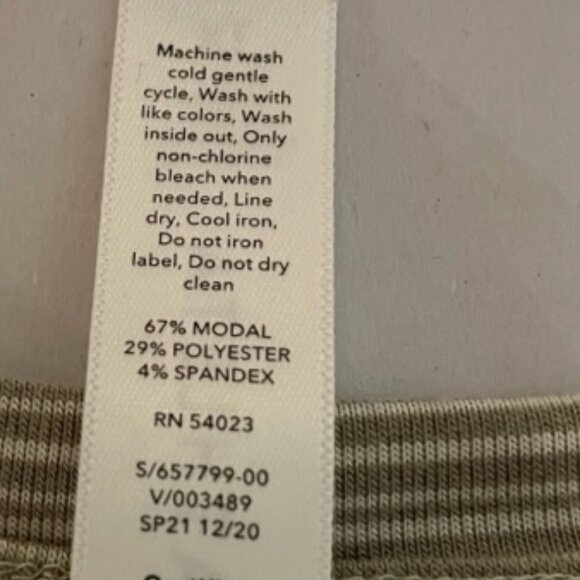 Machine wash
cold gentle
cycle, Wash with
like colors, Wash
inside out, Only
non-chlorine
bleach when
needed, Line
dry, Cool iron,
Do not iron
label, Do not dry
clean
67% MODAL
29% POLYESTER
4% SPANDEX
RN 54023
S/657799-00
V/003489
SP21 12/20